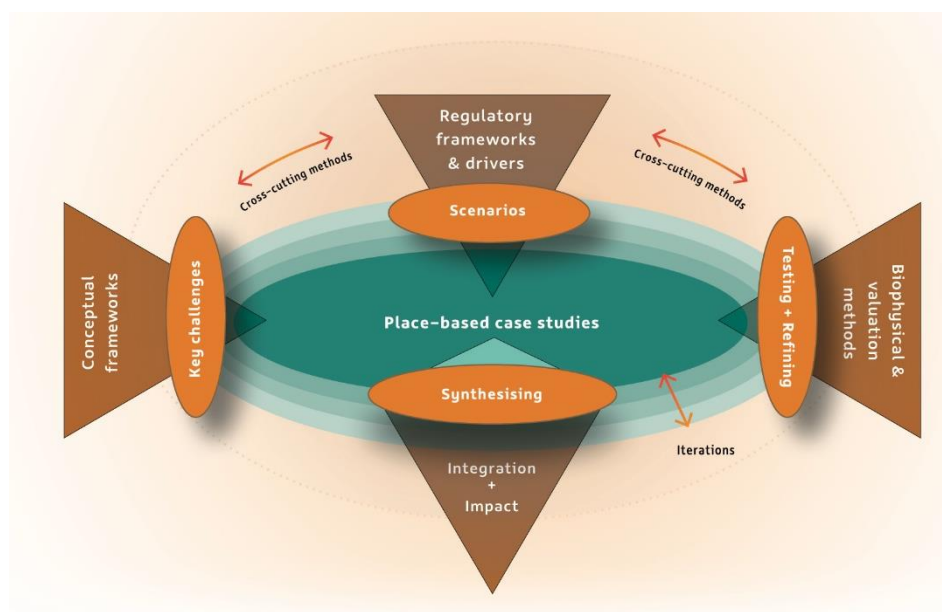 Regulatory
frameworks
& drivers
Scenarios
Cross-cutting methods
Cross-cutting methods
Conceptual
frameworks
Key challenges
Place-based case studies
Testing + Refining
Biophysical &
valuation
methods
Synthesising
Iterations
Integration
+
Impact